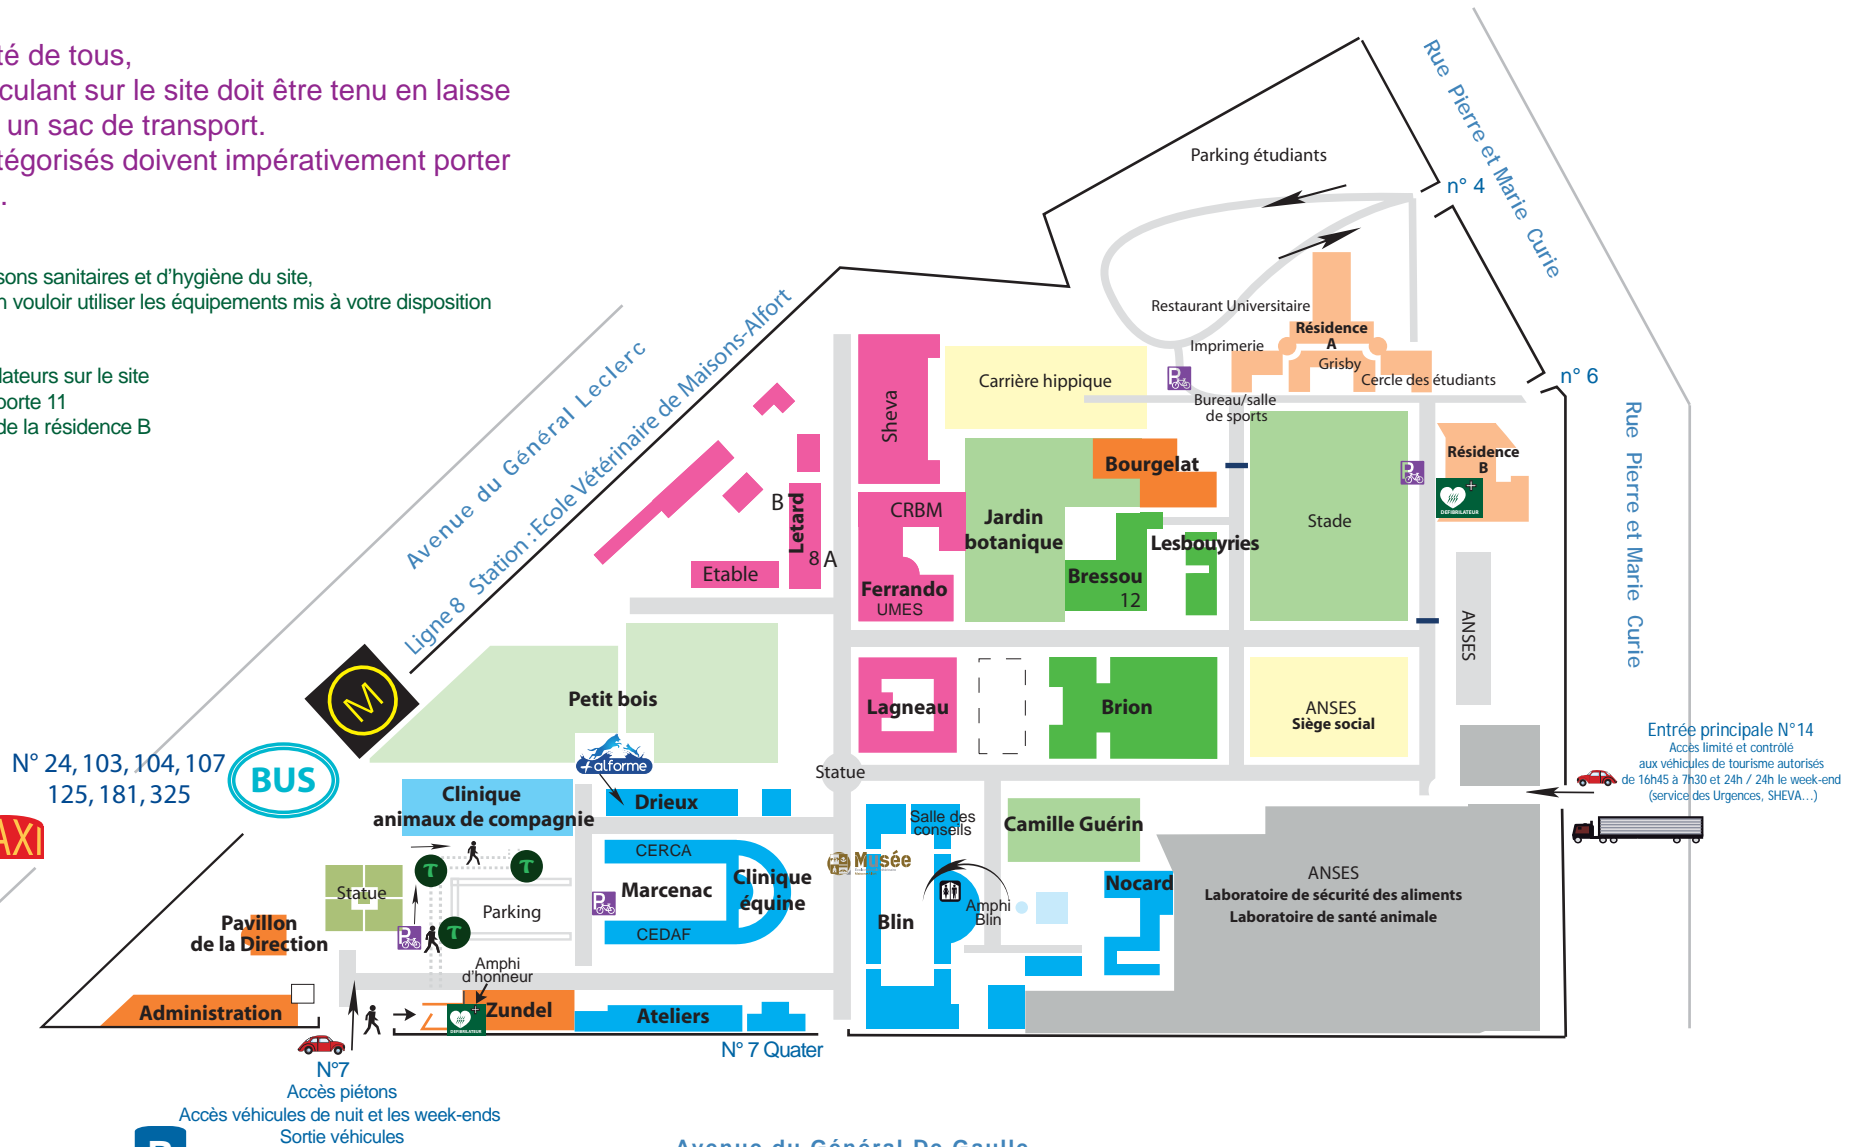 té de tous,
culant sur le site doit être tenu en laisse
un sac de transport.
tégorisés doivent impérativement porter
.
sons sanitaires et d'hygiène du site,
n vouloir utiliser les équipements mis à votre disposition
lateurs sur le site
porte 11
de la résidence B
Avenue du Général Leclerc
Ligne 8 Station : Ecole Vétérinaire de Maisons-Alfort
Rue Pierre et Marie Curie
Parking étudiants
n° 4
Restaurant Universitaire
Résidence
A
Imprimerie
Grisby
Cercle des étudiants
n° 6
P
Bureau/salle
de sports
Rue Pierre et Marie Curie
Carrière hippique
Sheva
Bourgelat
Résidence
B
P
DEFIBRILATEUR
B
Letard
8 A
CRBM
Jardin
botanique
Stade
Lesbouyries
Etable
Ferrando
UMES
Bressou
12
ANSES
M
Petit bois
Lagneau
Brion
ANSES
Siège social
Entrée principale N°14
Accès limité et contrôlé
aux véhicules de tourisme autorisés
de 16h45 à 7h30 et 24h / 24h le week-end
(service des Urgences, SHEVA...)
N° 24, 103, 104, 107
125, 181, 325
BUS
AXI
+alforme
Statue
Clinique
animaux de compagnie
Drieux
Salle des
conseils
Camille Guérin
CERCA
Musée
Marcenac
Clinique
équine
P
CEDAF
Statue
Parking
T
T
T
P
Pavillon
de la Direction
Blin
Amphi
Blin
Nocard
ANSES
Laboratoire de sécurité des aliments
Laboratoire de santé animale
Amphi
d'honneur
Administration
DEFIBRILATEUR
Zundel
Ateliers
N° 7 Quater
N°7
Accès piétons
Accès véhicules de nuit et les week-ends
Sortie véhicules
P
Avenue du Général De Gaulle